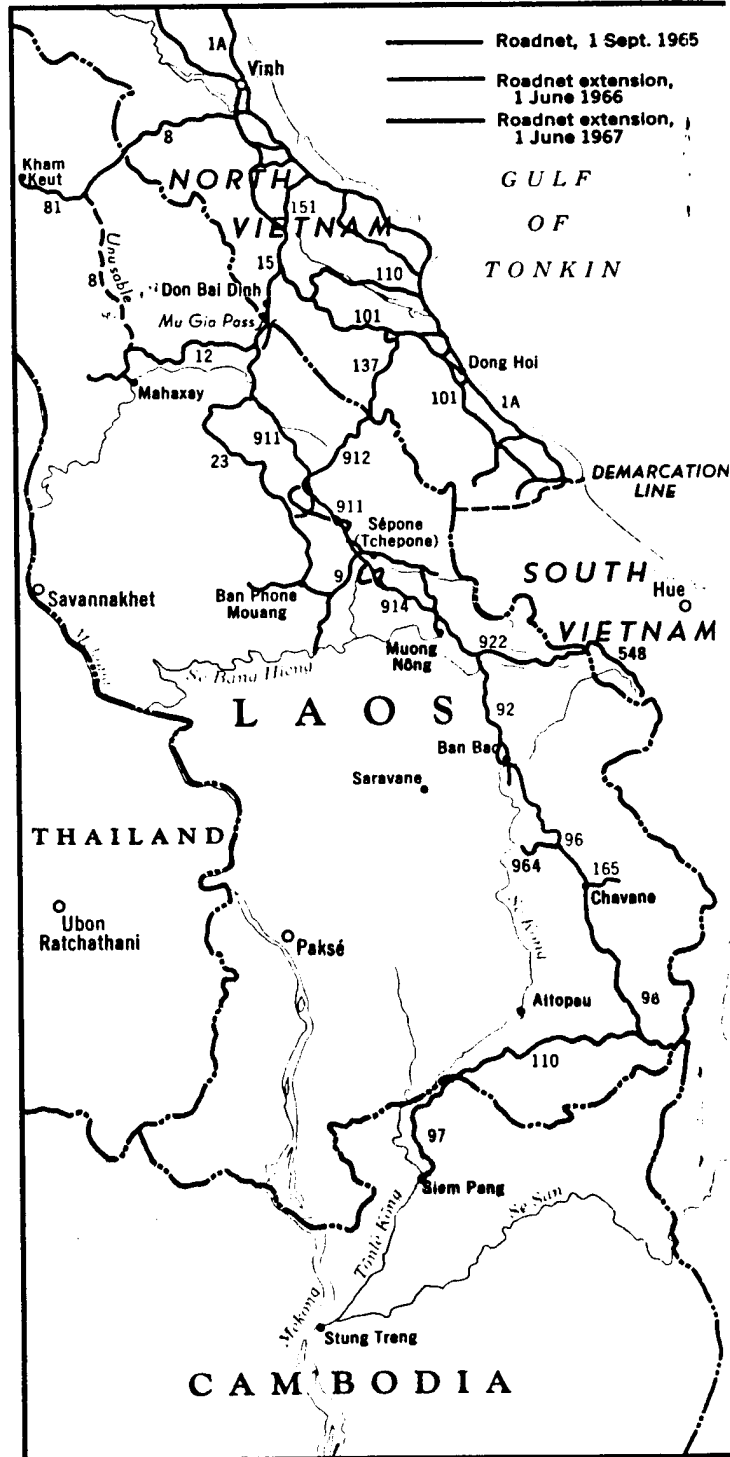 1A
Roadnet, 1 Sept. 1965
Vinh
Roadnet extension,
1 June 1966
Roadnet extension,
1 June 1967
8
Kham
Keut
81
NORTH
VIETNAM
GULF
OF
TONKIN
151
Unusable
8
15
110
Don Bai Dinh
Mu Gia Pass
101
12
137
Dong Hoi
Mahaxay
101
1A
911
23
912
DEMARCATION
LINE
911
Sépone
(Tchepone)
SOUTH
VIETNAM
Hue
Savannakhet
Ban Phone
Mouang
9
914
Muong
Nông
922
548
Se Bang Hieng
LAOS
92
Ban Bac
Saravane
THAILAND
96
964
165
Chavane
Ubon
Ratchathani
Paksé
Se Kong
Attopau
96
110
97
Siem Pang
Se San
Tônlé Kong
Mekong
Stung Treng
CAMBODIA